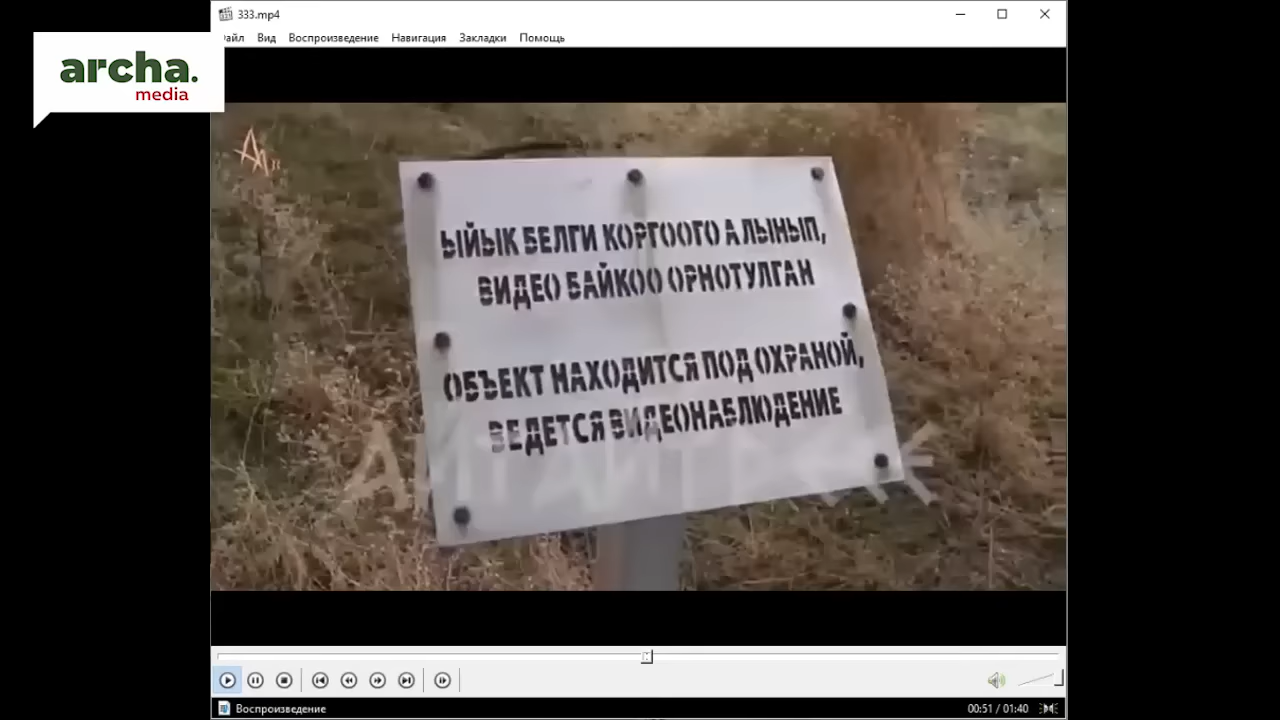 333.mp4
archa.
media
айл Вид Воспроизведение Навигация Закладки Помощь
ЫЙЫК БЕЛГИ КОРГООГО АЛЫНЫП,
ВИДЕО БАЙКОО ОРНОТУЛГАН
ОБЪЕКТ НАХОДИТСЯ ПОД ОХРАНОЙ,
ВЕДЕТСЯ ВИДЕОНАБЛЮДЕНИЕ
Воспроизведение
00:51 / 01:40